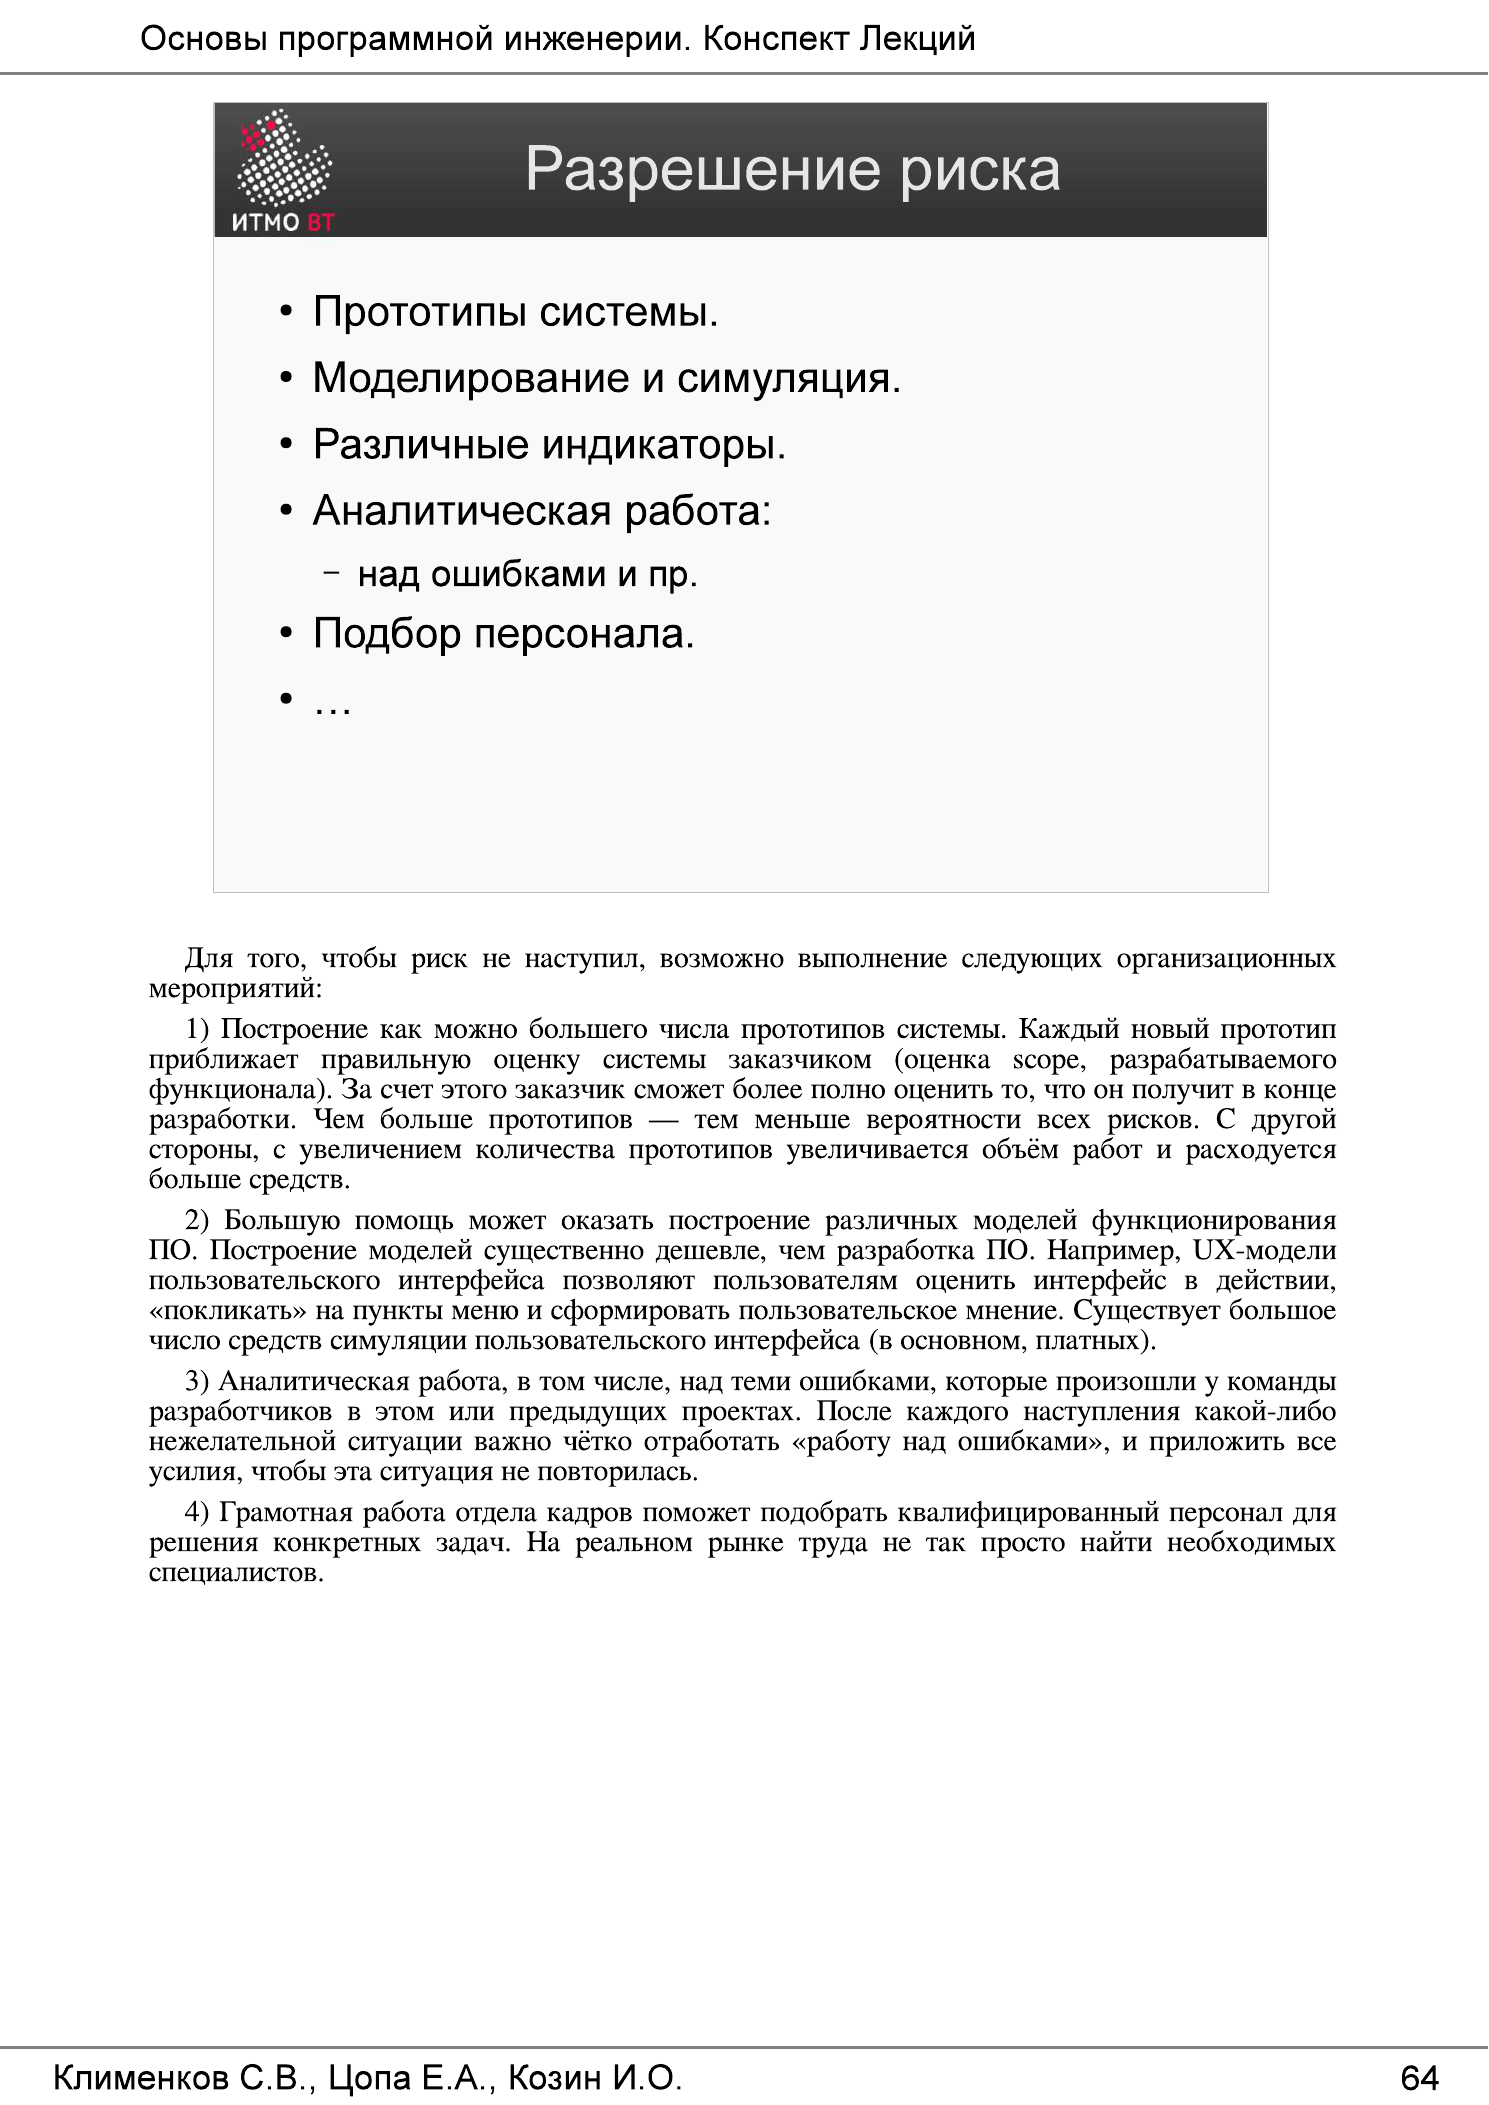 Основы программной инженерии. Конспект Лекций
ИТМО ВТ
Разрешение риска
• Прототипы системы.
• Моделирование и симуляция.
• Различные индикаторы.
• Аналитическая работа:
– над ошибками и пр.
• Подбор персонала.
• …
Для того, чтобы риск не наступил, возможно выполнение следующих организационных
мероприятий:
1) Построение как можно большего числа прототипов системы. Каждый новый прототип
приближает правильную оценку системы заказчиком (оценка scope, разрабатываемого
функционала). За счет этого заказчик сможет более полно оценить то, что он получит в конце
разработки. Чем больше прототипов — тем меньше вероятности всех рисков. С другой
стороны, с увеличением количества прототипов увеличивается объём работ и расходуется
больше средств.
2) Большую помощь может оказать построение различных моделей функционирования
ПО. Построение моделей существенно дешевле, чем разработка ПО. Например, UX-модели
пользовательского интерфейса позволяют пользователям оценить интерфейс в действии,
«покликать» на пункты меню и сформировать пользовательское мнение. Существует большое
число средств симуляции пользовательского интерфейса (в основном, платных).
3) Аналитическая работа, в том числе, над теми ошибками, которые произошли у команды
разработчиков в этом или предыдущих проектах. После каждого наступления какой-либо
нежелательной ситуации важно чётко отработать «работу над ошибками», и приложить все
усилия, чтобы эта ситуация не повторилась.
4) Грамотная работа отдела кадров поможет подобрать квалифицированный персонал для
решения конкретных задач. На реальном рынке труда не так просто найти необходимых
специалистов.
Клименков С.В., Цопа Е.А., Козин И.О.
64